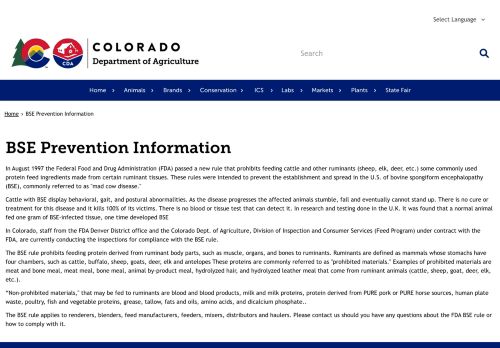 Select Language
CO
CDA
COLORADO
Department of Agriculture
Search
Home
Animals
Brands
Conservation
ICS
Labs
Markets
Plants
State Fair
Home › BSE Prevention Information
BSE Prevention Information
In August 1997 the Federal Food and Drug Administration (FDA) passed a new rule that prohibits feeding cattle and other ruminants (sheep, elk, deer, etc.) some commonly used
protein feed ingredients made from certain ruminant tissues. These rules were intended to prevent the establishment and spread in the U.S. of bovine spongiform encephalopathy
(BSE), commonly referred to as "mad cow disease."
Cattle with BSE display behavioral, gait, and postural abnormalities. As the disease progresses the affected animals stumble, fall and eventually cannot stand up. There is no cure or
treatment for this disease and it kills 100% of its victims. There is no blood or tissue test that can detect it. In research and testing done in the U.K. it was found that a normal animal
fed one gram of BSE-infected tissue, one time developed BSE
In Colorado, staff from the FDA Denver District office and the Colorado Dept. of Agriculture, Division of Inspection and Consumer Services (Feed Program) under contract with the
FDA, are currently conducting the inspections for compliance with the BSE rule.
The BSE rule prohibits feeding protein derived from ruminant body parts, such as muscle, organs, and bones to ruminants. Ruminants are defined as mammals whose stomachs have
four chambers, such as cattle, buffalo, sheep, goats, deer, elk and antelopes These proteins are commonly referred to as "prohibited materials." Examples of prohibited materials are
meat and bone meal, meat meal, bone meal, animal by-product meal, hydrolyzed hair, and hydrolyzed leather meal that come from ruminant animals (cattle, sheep, goat, deer, elk,
etc.).
"Non-prohibited materials," that may be fed to ruminants are blood and blood products, milk and milk proteins, protein derived from PURE pork or PURE horse sources, human plate
waste, poultry, fish and vegetable proteins, grease, tallow, fats and oils, amino acids, and dicalcium phosphate..
The BSE rule applies to renderers, blenders, feed manufacturers, feeders, mixers, distributors and haulers. Please contact us should you have any questions about the FDA BSE rule
or how to comply with it.